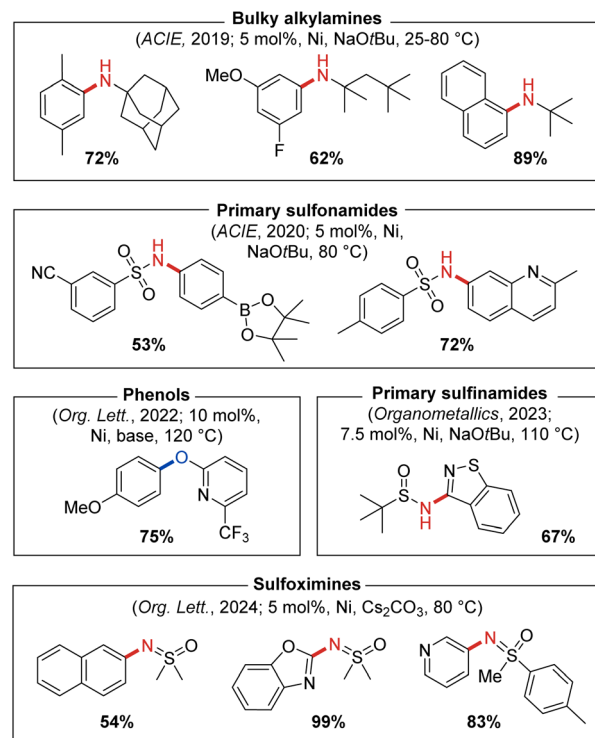 Bulky alkylamines
(ACIE, 2019; 5 mol%, Ni, NaOtBu, 25-80 °C)
H
N
72%
MeO
H
N
F
62%
H
N
89%
Primary sulfonamides
(ACIE, 2020; 5 mol%, Ni,
NaOtBu, 80 °C)
NC
O
S
O
H
N
B
O
O
53%
O
S
O
H
N
N
72%
Phenols
(Org. Lett., 2022; 10 mol%,
Ni, base, 120 °C)
MeO
O
N
CF3
75%
Primary sulfinamides
(Organometallics, 2023;
7.5 mol%, Ni, NaOtBu, 110 °C)
O
S
N
H
N
S
67%
Sulfoximines
(Org. Lett., 2024; 5 mol%, Ni, Cs2CO3, 80 °C)
N
S
O
54%
O
N
N
S
O
99%
N
N
S
O
Me
83%